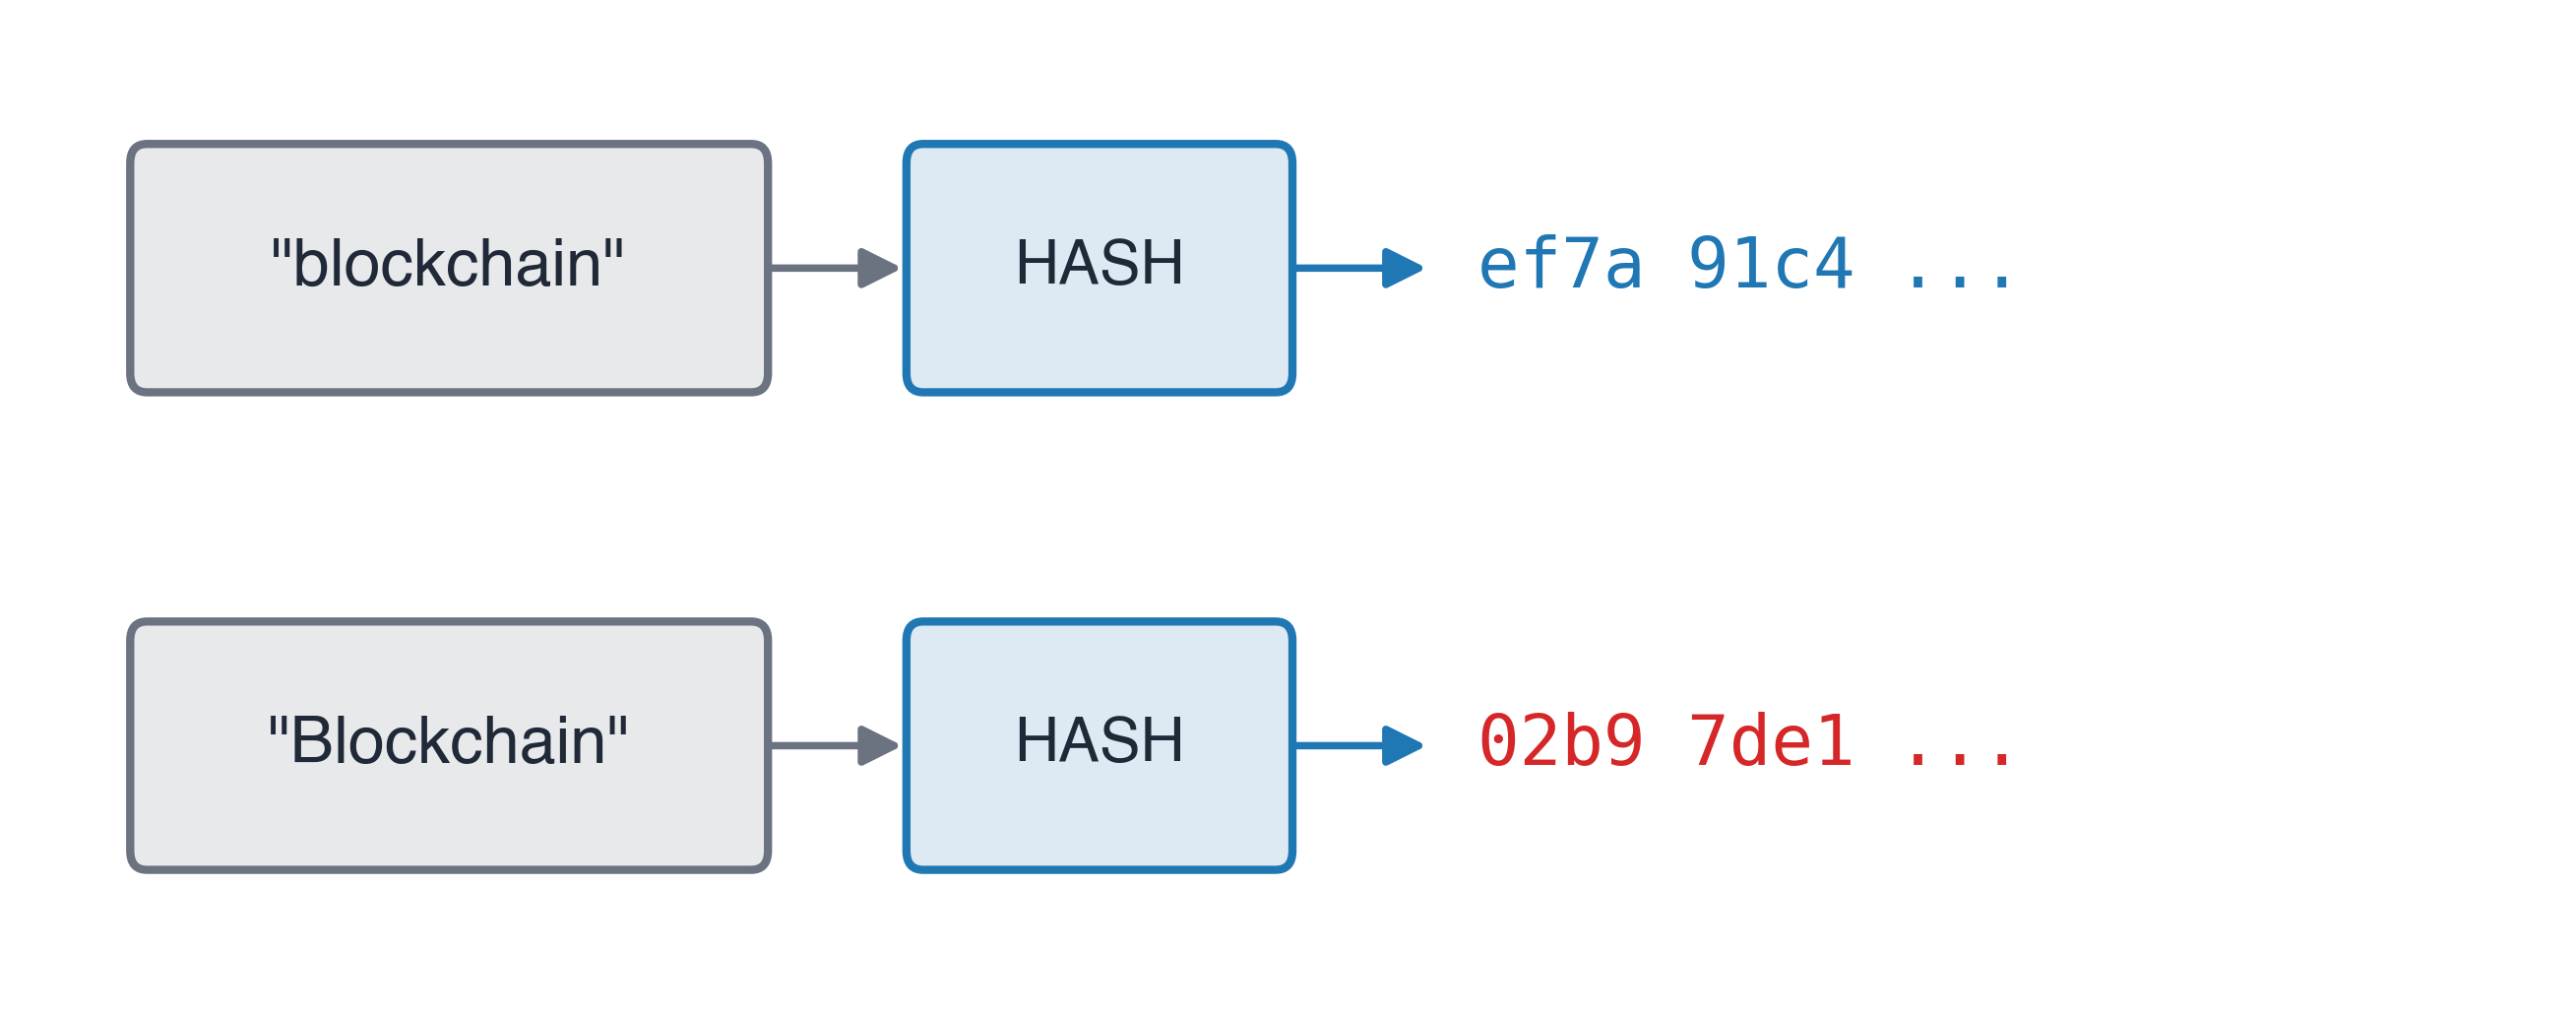 "blockchain" HASH ef7a 91c4 ...
"Blockchain" HASH 02b9 7de1 ...